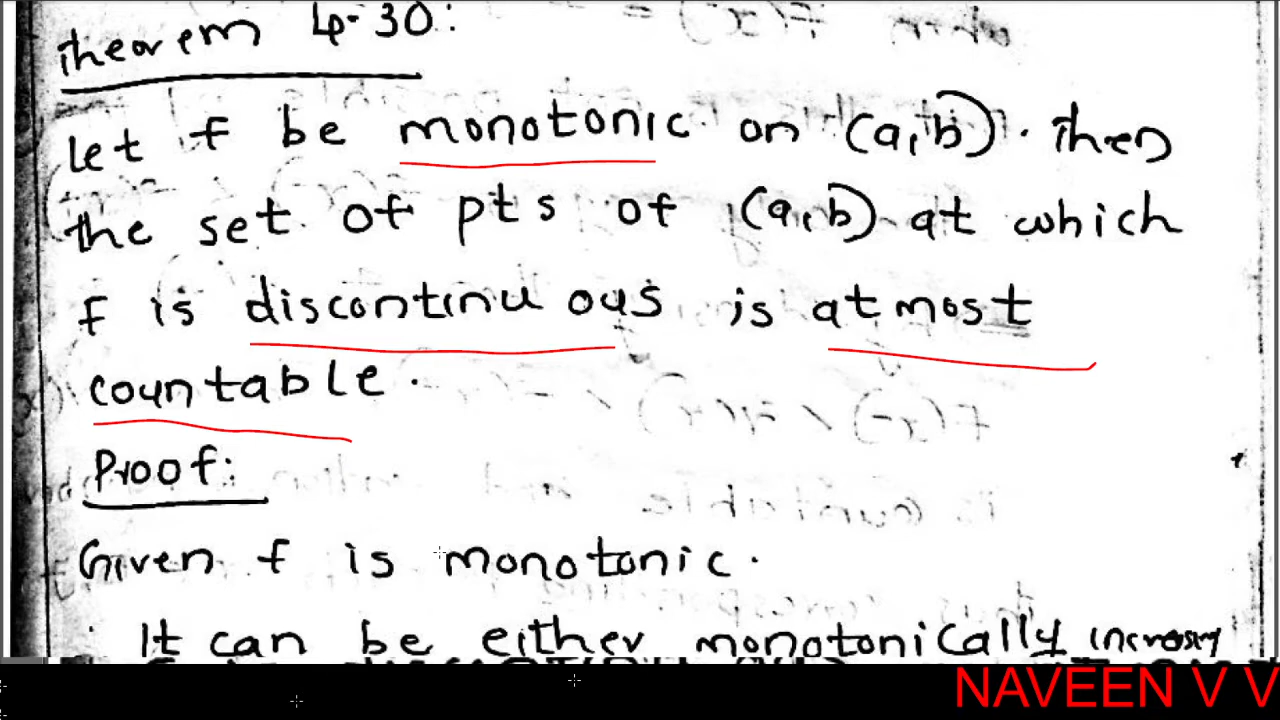 Theorem 4.30:
Let f be monotonic on (a,b). Then
the set of pts of (a,b) at which
f is discontinuous is atmost
countable.
Proof:
Given f is monotonic.
It can be either monotonically increasing
NAVEEN V V